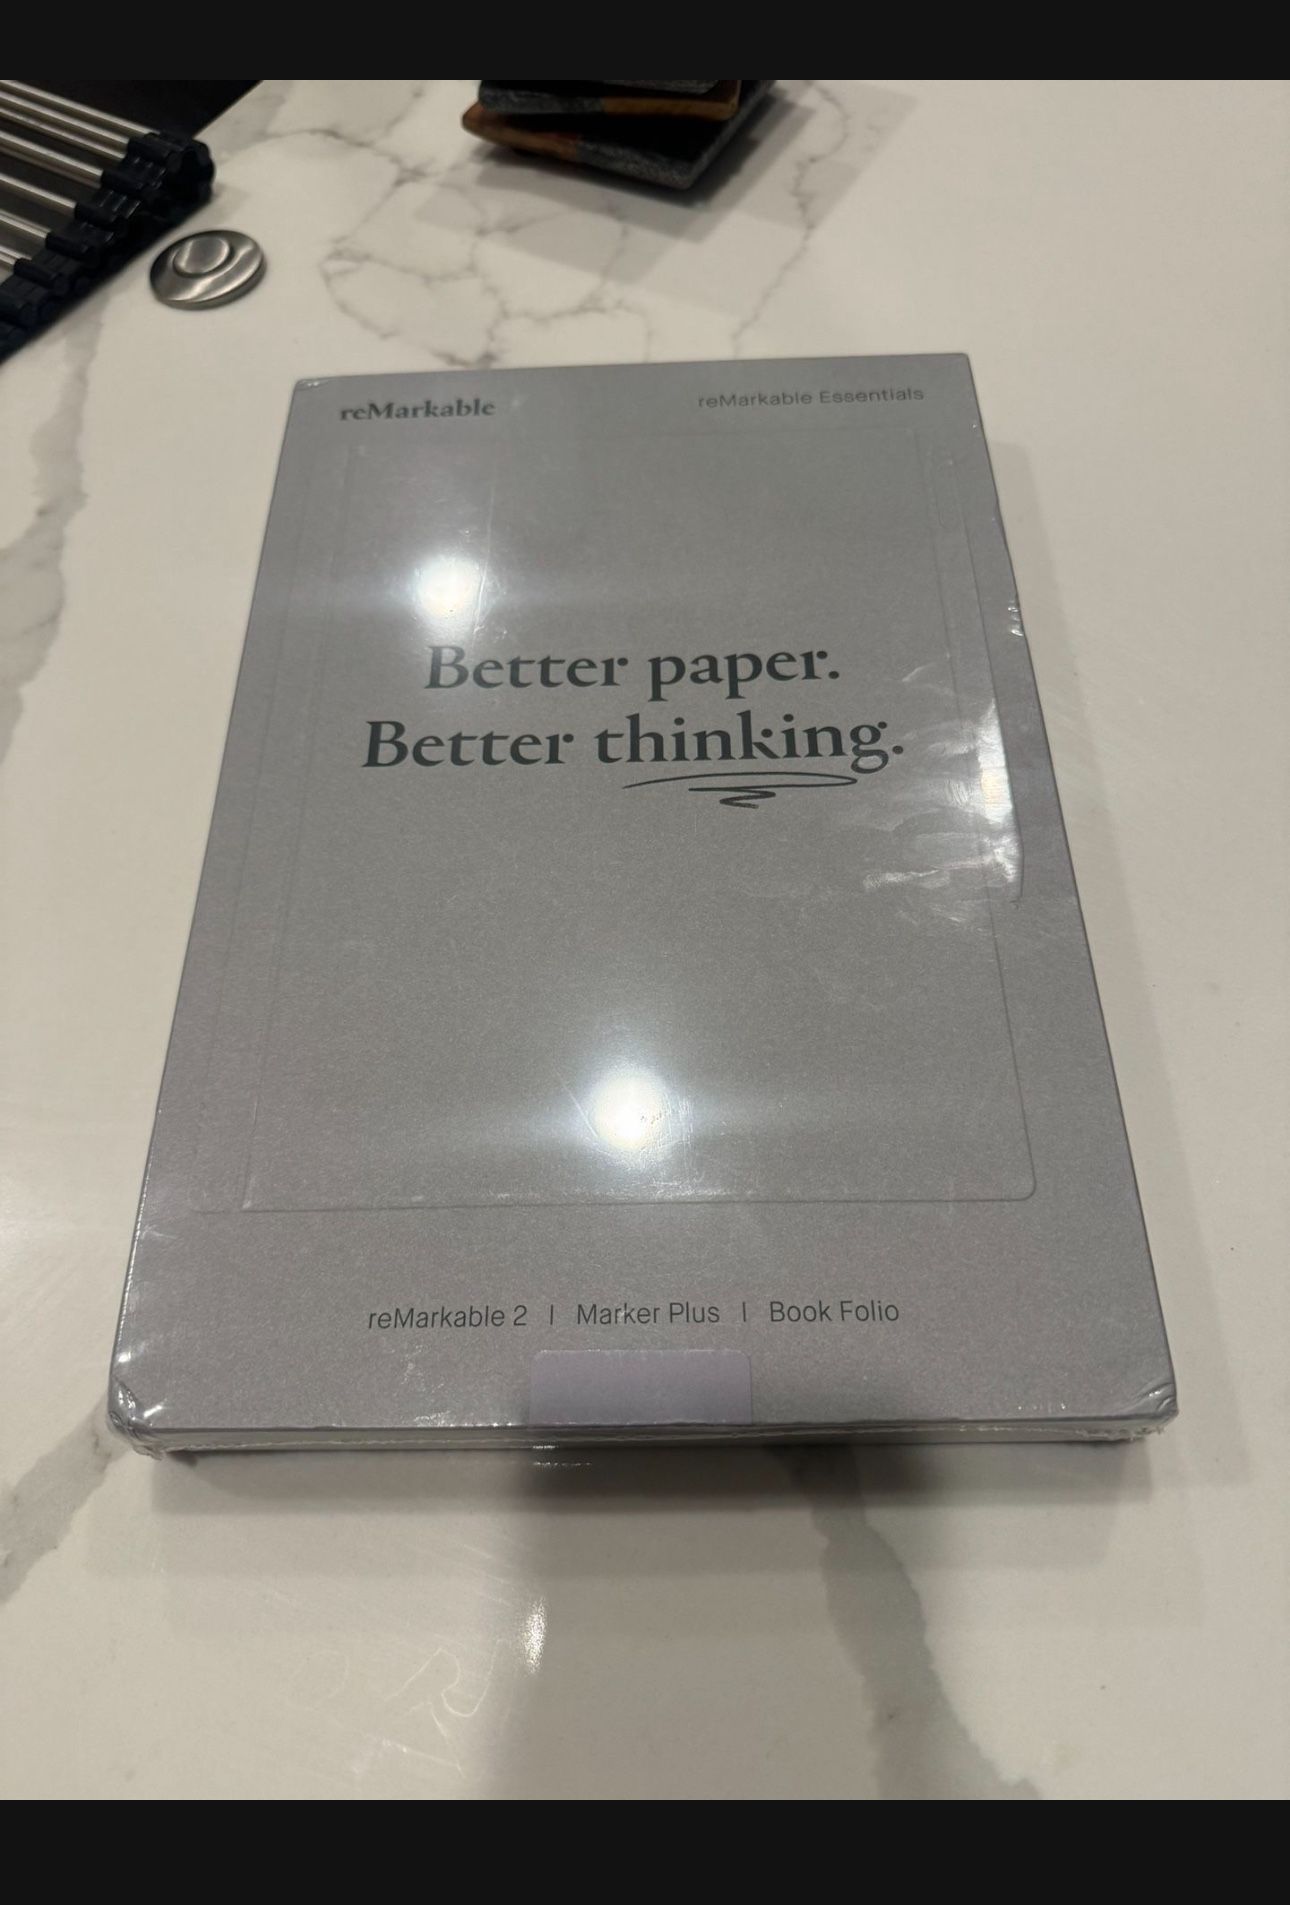 reMarkable
reMarkable Essentials
Better paper.
Better thinking.
reMarkable 2 | Marker Plus | Book Folio